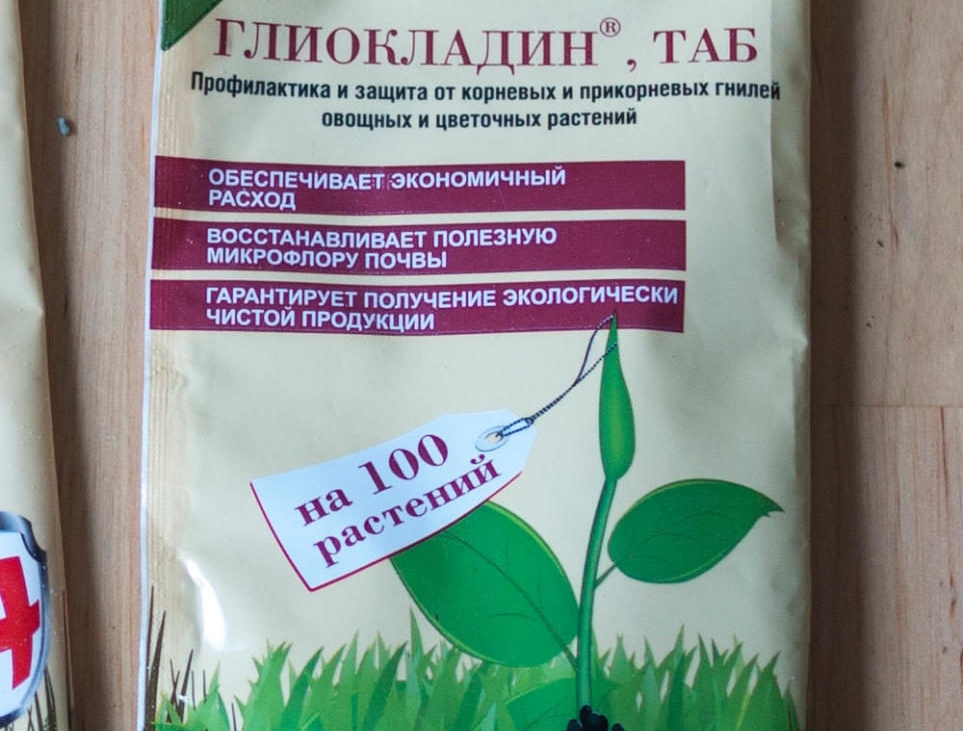 ГЛИОКЛАДИН®, ТАБ
Профилактика и защита от корневых и прикорневых гнилей
овощных и цветочных растений
ОБЕСПЕЧИВАЕТ ЭКОНОМИЧНЫЙ
РАСХОД
ВОССТАНАВЛИВАЕТ ПОЛЕЗНУЮ
МИКРОФЛОРУ ПОЧВЫ
ГАРАНТИРУЕТ ПОЛУЧЕНИЕ ЭКОЛОГИЧЕСКИ
ЧИСТОЙ ПРОДУКЦИИ
на 100
растений